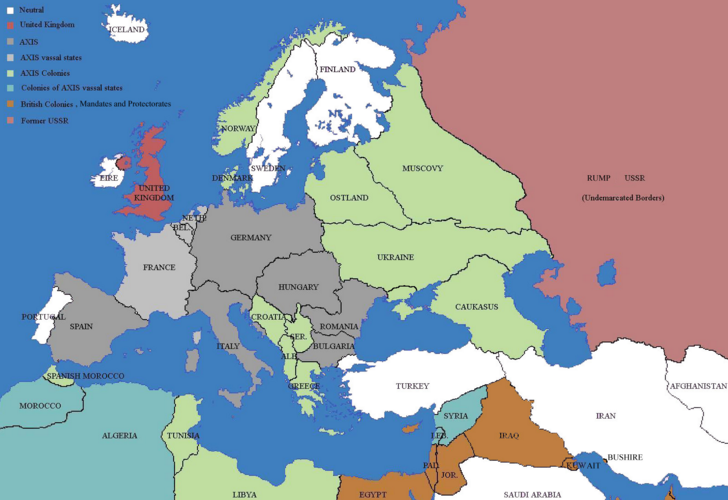 Neutral
United Kingdom
AXIS
AXIS vassal states
AXIS Colonies
Colonies of AXIS vassal states
British Colonies , Mandates and Protectorates
Former USSR
ICELAND
FINLAND
NORWAY
SWEDEN
DENMARK
EIRE
UNITED
KINGDOM
MUSCOVY
RUMP USSR
(Undemarcated Borders)
OSTLAND
NETH.
BEL.
GERMANY
UKRAINE
FRANCE
HUNGARY
CAUKASUS
PORTUGAL
SPAIN
CROATIA
ROMANIA
SER.
ITALY
BULGARIA
ALB.
GREECE
TURKEY
AFGHANISTAN
SPANISH MOROCCO
MOROCCO
ALGERIA
TUNISIA
SYRIA
LEB.
IRAQ
IRAN
BUSHIRE
KUWAIT
PAL.
JOR.
LIBYA
EGYPT
SAUDI ARABIA